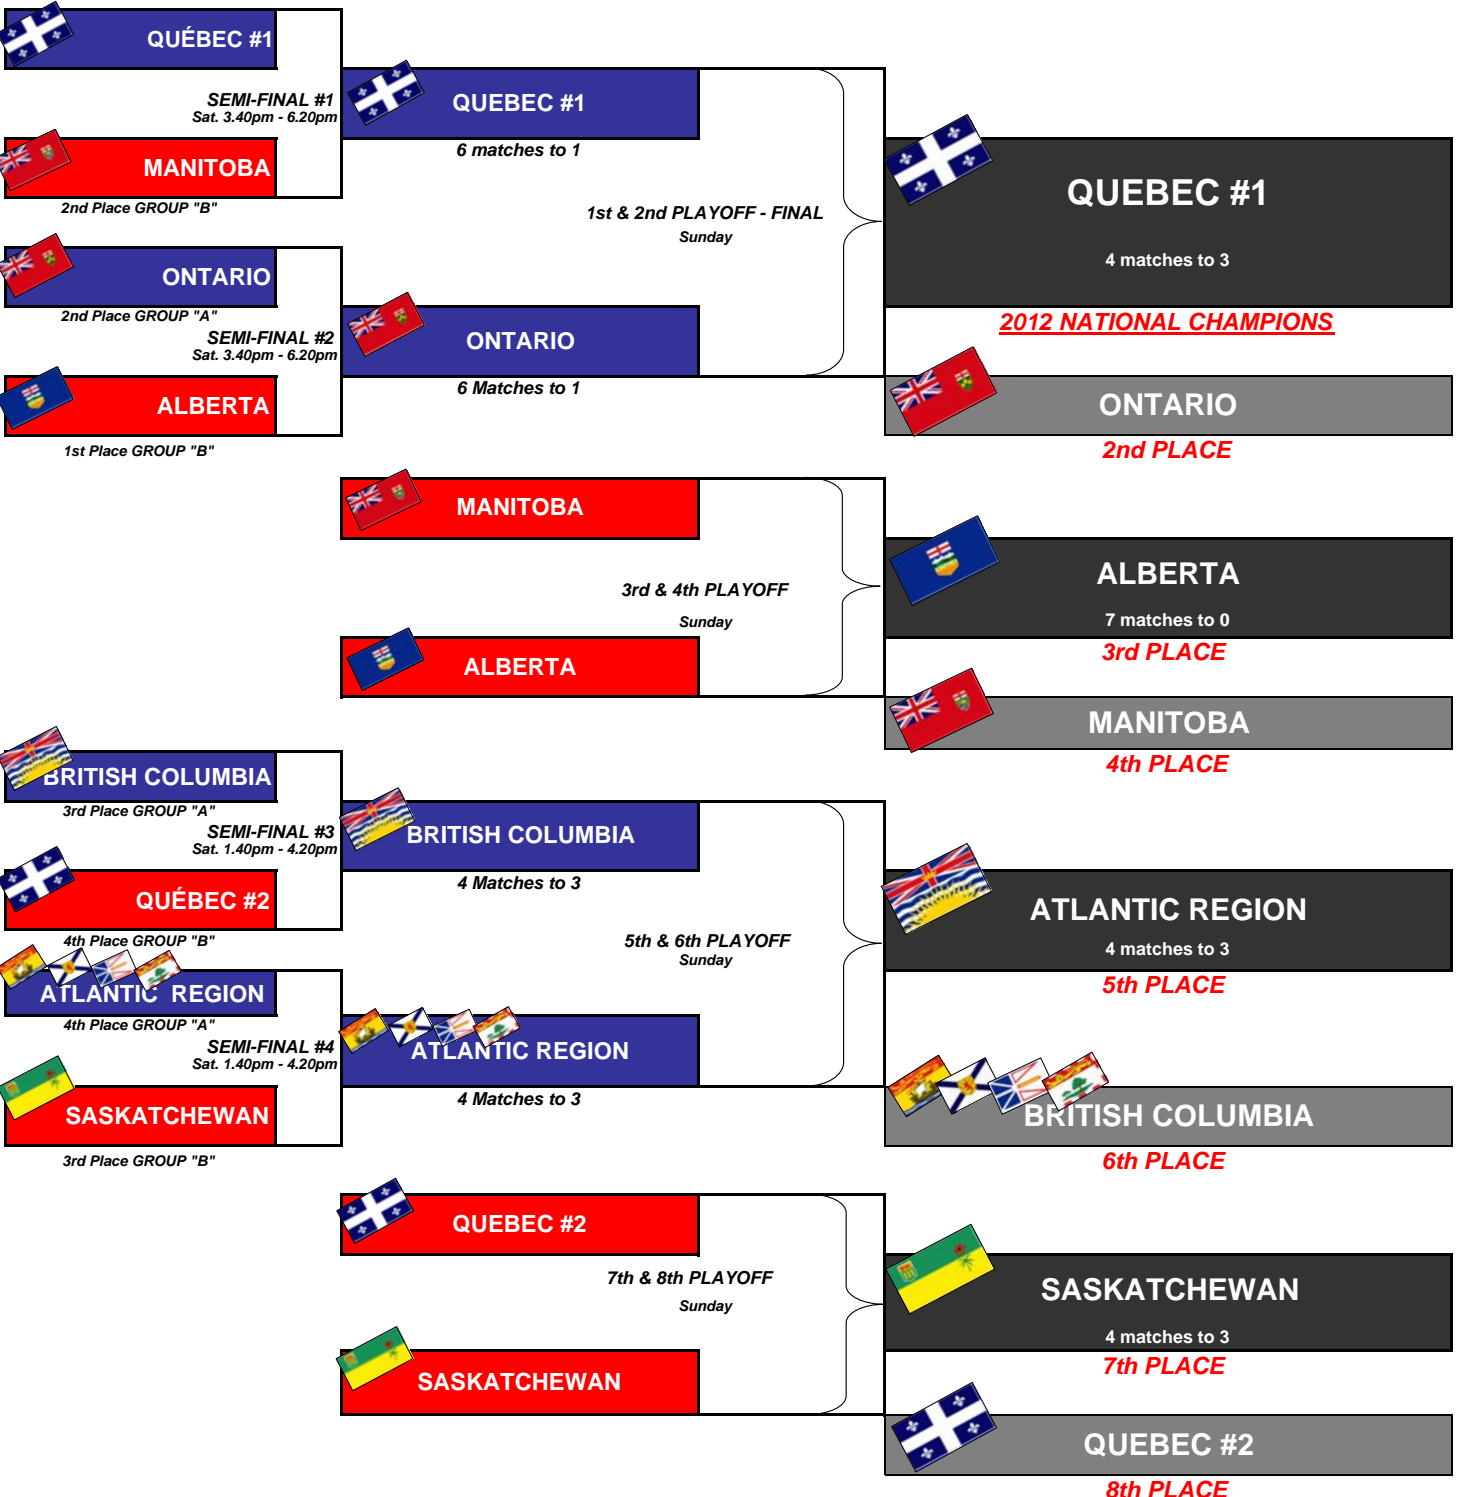 QUÉBEC #1
SEMI-FINAL #1
Sat. 3.40pm - 6.20pm
MANITOBA
2nd Place GROUP "B"
QUEBEC #1
6 matches to 1
1st & 2nd PLAYOFF - FINAL
Sunday
QUEBEC #1
4 matches to 3
2012 NATIONAL CHAMPIONS
ONTARIO
2nd Place GROUP "A"
SEMI-FINAL #2
Sat. 3.40pm - 6.20pm
ALBERTA
1st Place GROUP "B"
ONTARIO
6 Matches to 1
ONTARIO
2nd PLACE
MANITOBA
3rd & 4th PLAYOFF
Sunday
ALBERTA
ALBERTA
7 matches to 0
3rd PLACE
MANITOBA
4th PLACE
BRITISH COLUMBIA
3rd Place GROUP "A"
SEMI-FINAL #3
Sat. 1.40pm - 4.20pm
QUÉBEC #2
4th Place GROUP "B"
BRITISH COLUMBIA
4 Matches to 3
5th & 6th PLAYOFF
Sunday
ATLANTIC REGION
4 matches to 3
5th PLACE
ATLANTIC REGION
4th Place GROUP "A"
SEMI-FINAL #4
Sat. 1.40pm - 4.20pm
SASKATCHEWAN
3rd Place GROUP "B"
ATLANTIC REGION
4 Matches to 3
BRITISH COLUMBIA
6th PLACE
QUEBEC #2
7th & 8th PLAYOFF
Sunday
SASKATCHEWAN
SASKATCHEWAN
4 matches to 3
7th PLACE
QUEBEC #2
8th PLACE